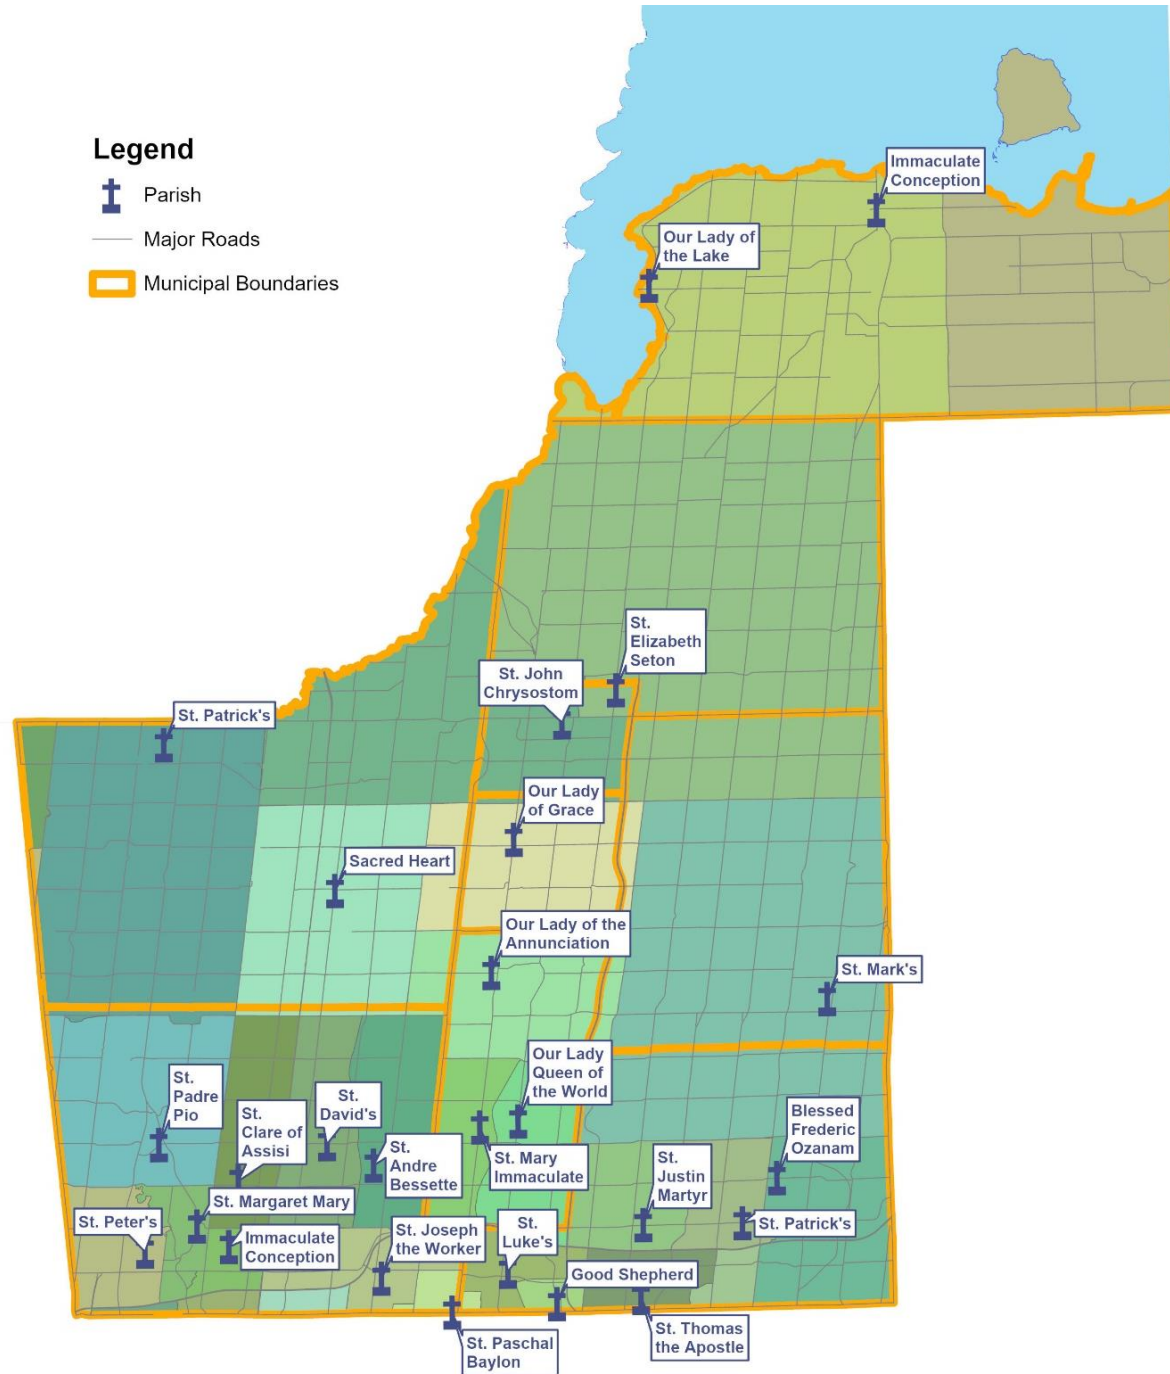 Legend
Parish
Major Roads
Municipal Boundaries
Immaculate
Conception
Our Lady of
the Lake
St.
Elizabeth
Seton
St. John
Chrysostom
St. Patrick's
Our Lady
of Grace
Sacred Heart
Our Lady of the
Annunciation
St. Mark's
Our Lady
Queen of
the World
St.
Padre
Pio
St.
David's
St.
Clare of
Assisi
Blessed
Frederic
Ozanam
St.
Andre
Bessette
St. Mary
Immaculate
St.
Justin
Martyr
St. Margaret Mary
St. Peter's
Immaculate
Conception
St. Joseph
the Worker
St.
Luke's
St. Patrick's
Good Shepherd
St. Thomas
the Apostle
St. Paschal
Baylon